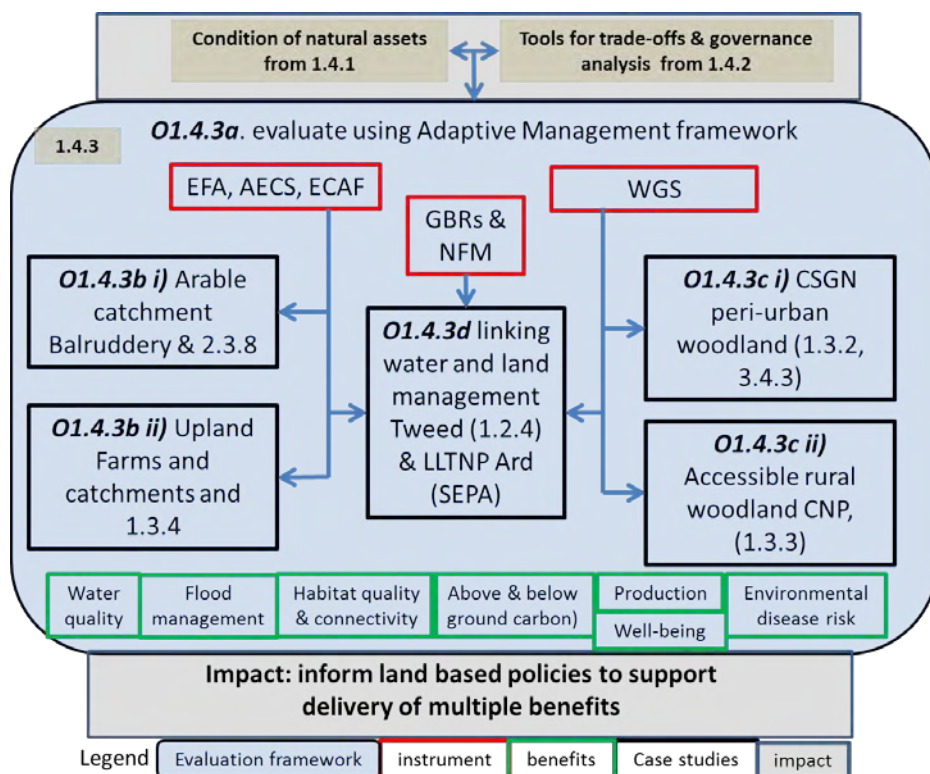 Condition of natural assets
from 1.4.1
Tools for trade-offs & governance
analysis from 1.4.2
O1.4.3a. evaluate using Adaptive Management framework
1.4.3
EFA, AECS, ECAF
WGS
GBRs &
NFM
O1.4.3b i) Arable
catchment
Balruddery & 2.3.8
O1.4.3d linking
water and land
management
Tweed (1.2.4)
& LLTNP Ard
(SEPA)
O1.4.3c i) CSGN
peri-urban
woodland (1.3.2,
3.4.3)
O1.4.3b ii) Upland
Farms and
catchments and
1.3.4
O1.4.3c ii)
Accessible rural
woodland CNP,
(1.3.3)
Water
quality
Flood
management
Habitat quality
& connectivity
Above & below
ground carbon)
Production
Well-being
Environmental
disease risk
Impact: inform land based policies to support
delivery of multiple benefits
Legend
Evaluation framework
instrument
benefits
Case studies
impact